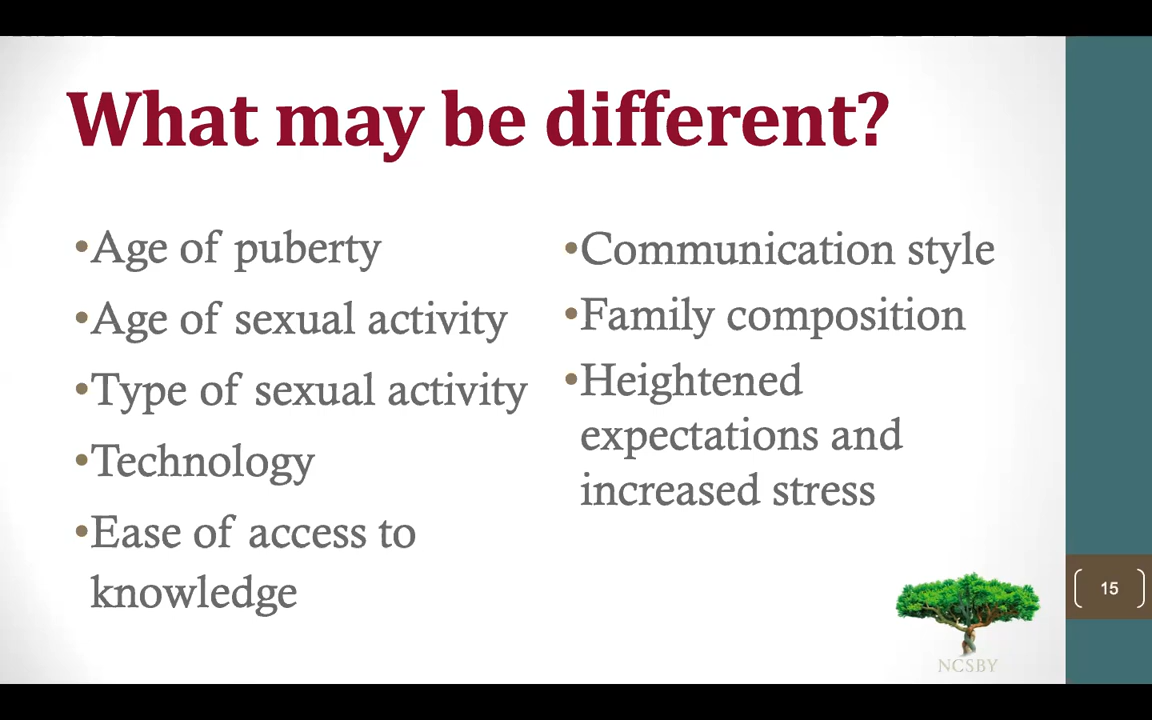 What may be different?
•Age of puberty
•Age of sexual activity
•Type of sexual activity
•Technology
•Ease of access to
knowledge
•Communication style
•Family composition
•Heightened
expectations and
increased stress
NCSBY
15